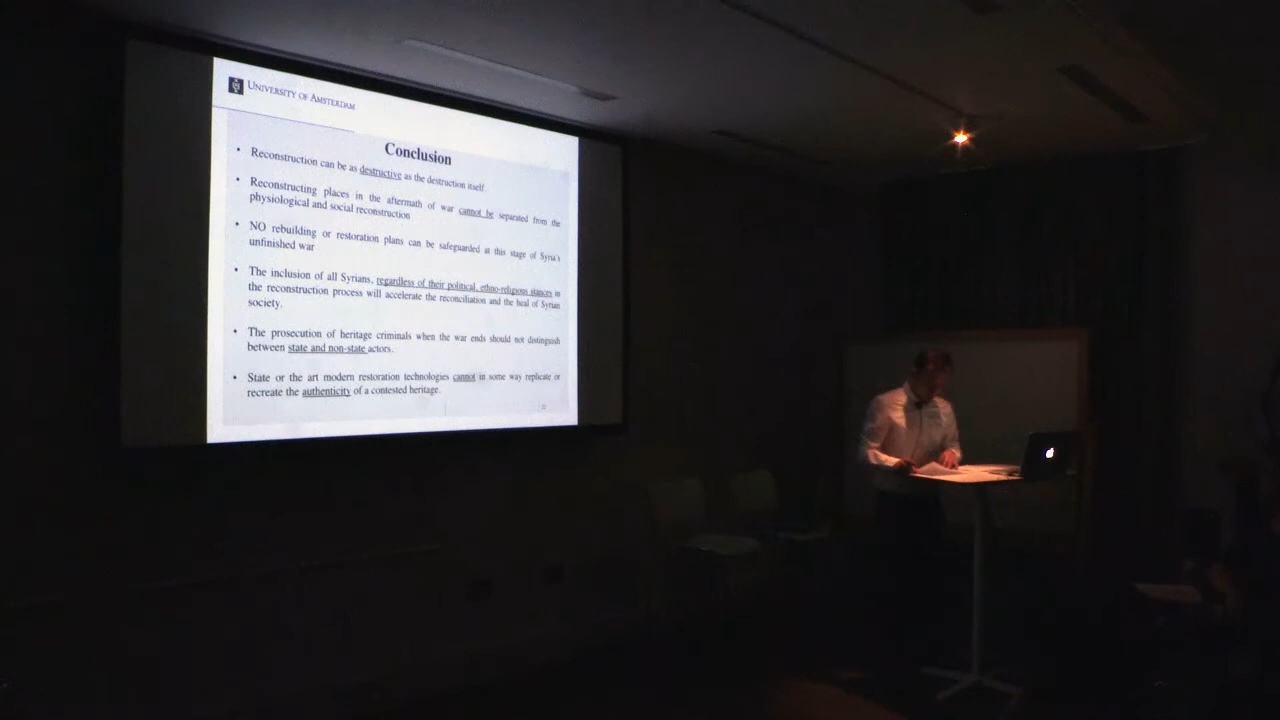 UNIVERSITY OF AMSTERDAM
Conclusion
• Reconstruction can be as destructive as the destruction itself.
• Reconstructing places in the aftermath of war cannot be separated from the
physiological and social reconstruction
• NO rebuilding or restoration plans can be safeguarded at this stage of Syria's
unfinished war
• The inclusion of all Syrians, regardless of their political, ethno-religious stances in
the reconstruction process will accelerate the reconciliation and the heal of Syrian
society.
• The prosecution of heritage criminals when the war ends should not distinguish
between state and non-state actors.
• State or the art modern restoration technologies cannot in some way replicate or
recreate the authenticity of a contested heritage.